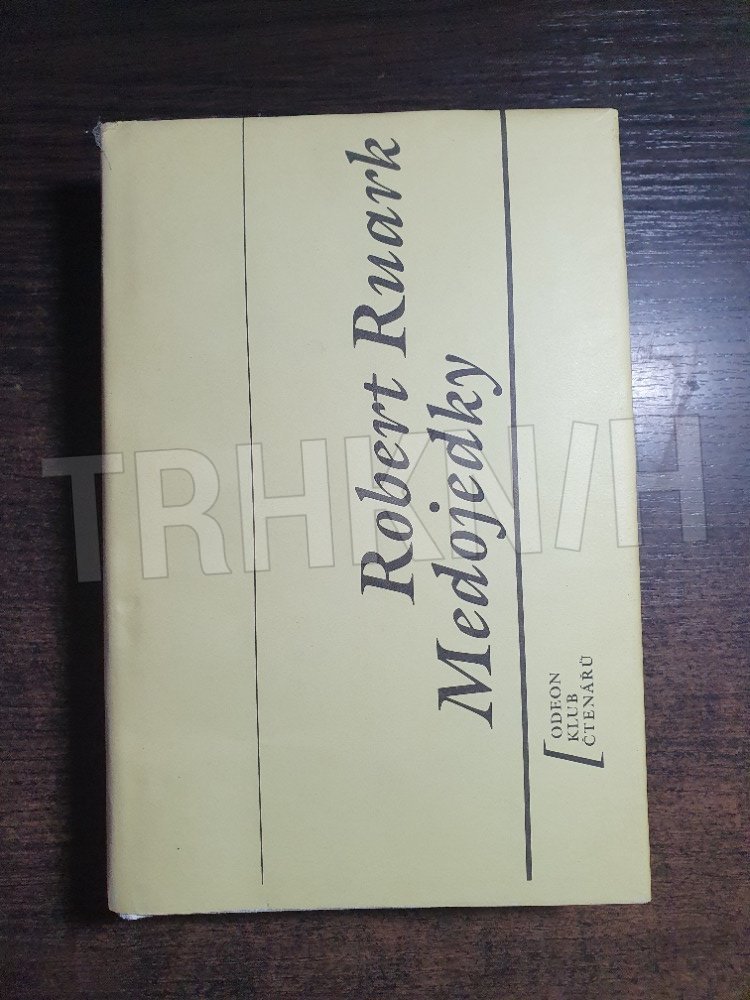 Robert Ruark
Medojedky
ODEON
KLUB
ČTENÁŘŮ
TRHKNIH